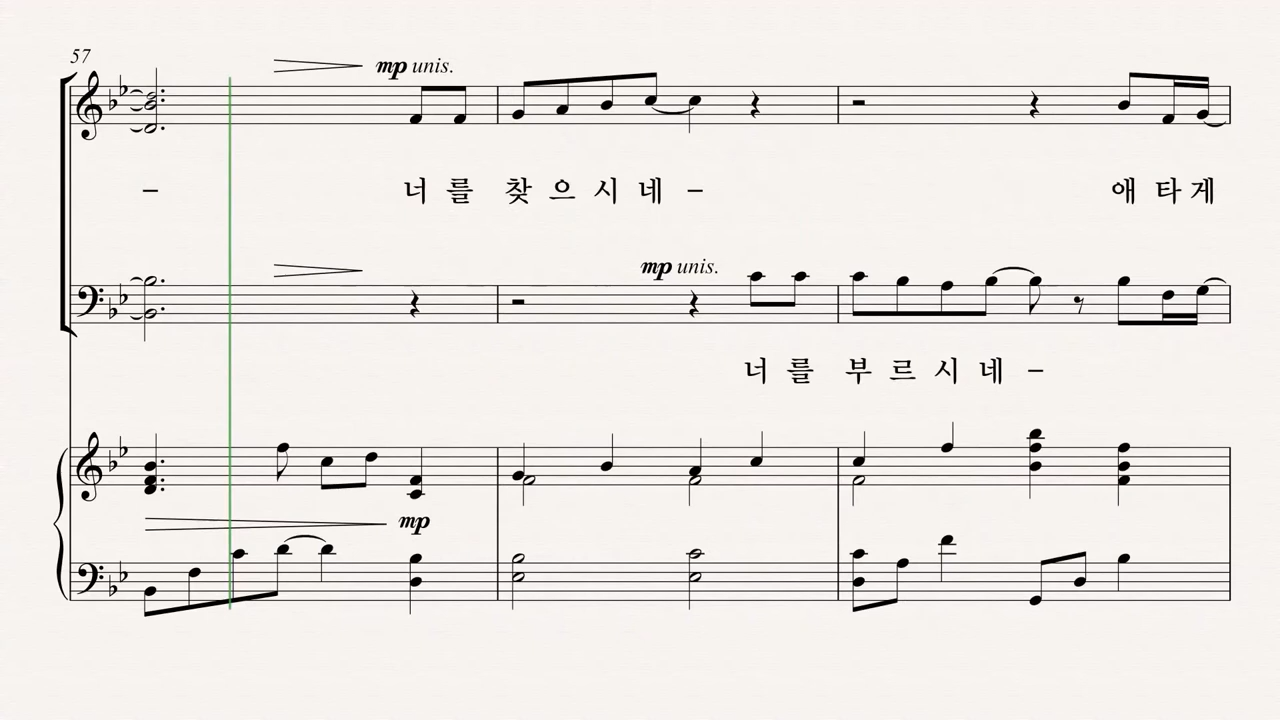 57
mp unis.
– 너 를 찾 으 시 네 – 애 타 게
mp unis.
너 를 부 르 시 네 –
mp